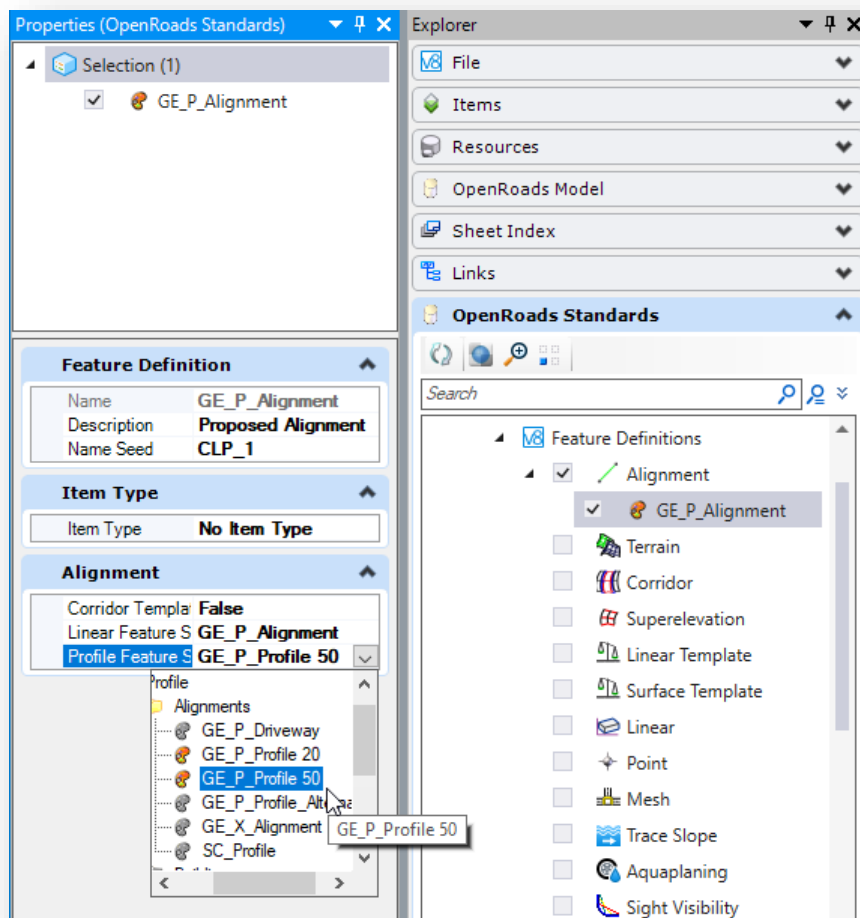 Properties (OpenRoads Standards)
Selection (1)
GE_P_Alignment
Feature Definition
Name GE_P_Alignment
Description Proposed Alignment
Name Seed CLP_1
Item Type
Item Type No Item Type
Alignment
Corridor Templa False
Linear Feature S GE_P_Alignment
Profile Feature S GE_P_Profile 50
Profile
Alignments
GE_P_Driveway
GE_P_Profile 20
GE_P_Profile 50
GE_P_Profile_Alte
GE_X_Alignment
SC_Profile
GE_P_Profile 50
Explorer
File
Items
Resources
OpenRoads Model
Sheet Index
Links
OpenRoads Standards
Search
Feature Definitions
Alignment
GE_P_Alignment
Terrain
Corridor
Superelevation
Linear Template
Surface Template
Linear
Point
Mesh
Trace Slope
Aquaplaning
Sight Visibility